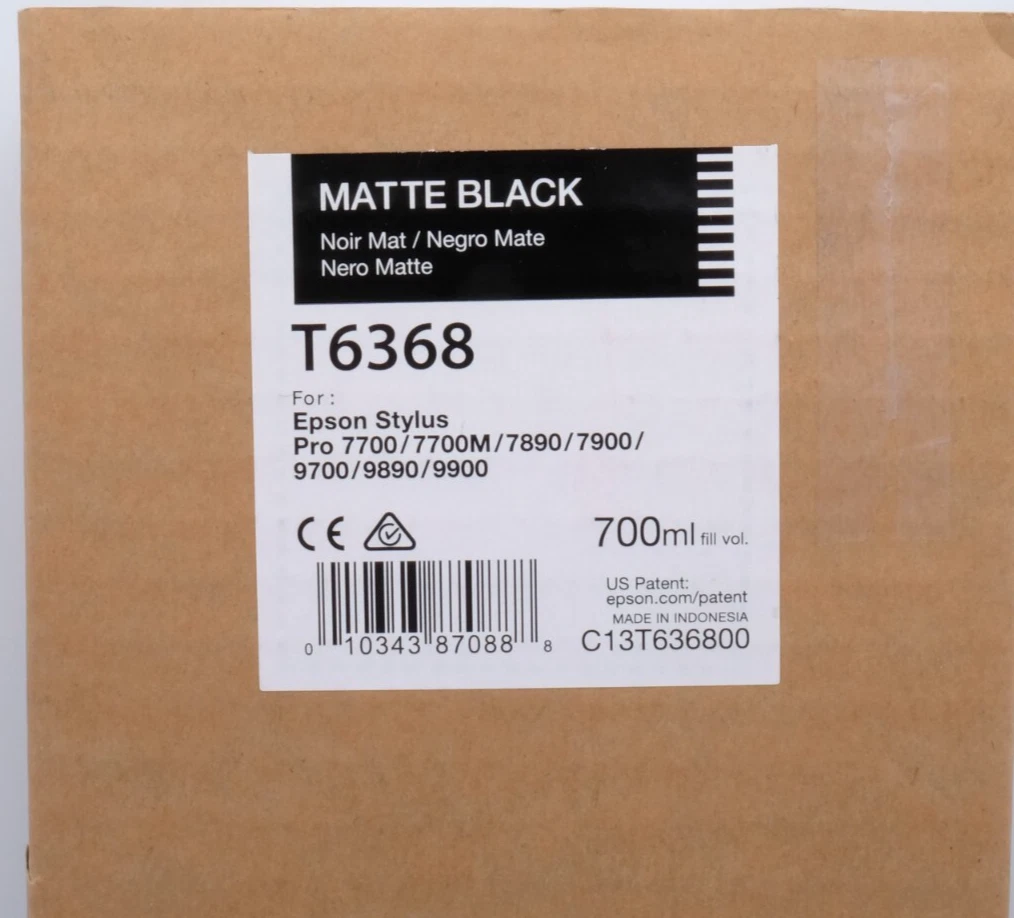 MATTE BLACK
Noir Mat / Negro Mate
Nero Matte
T6368
For :
Epson Stylus
Pro 7700/7700M/7890/7900/
9700/9890/9900
CE
700ml fill vol.
US Patent:
epson.com/patent
MADE IN INDONESIA
C13T636800
0 10343 87088 8